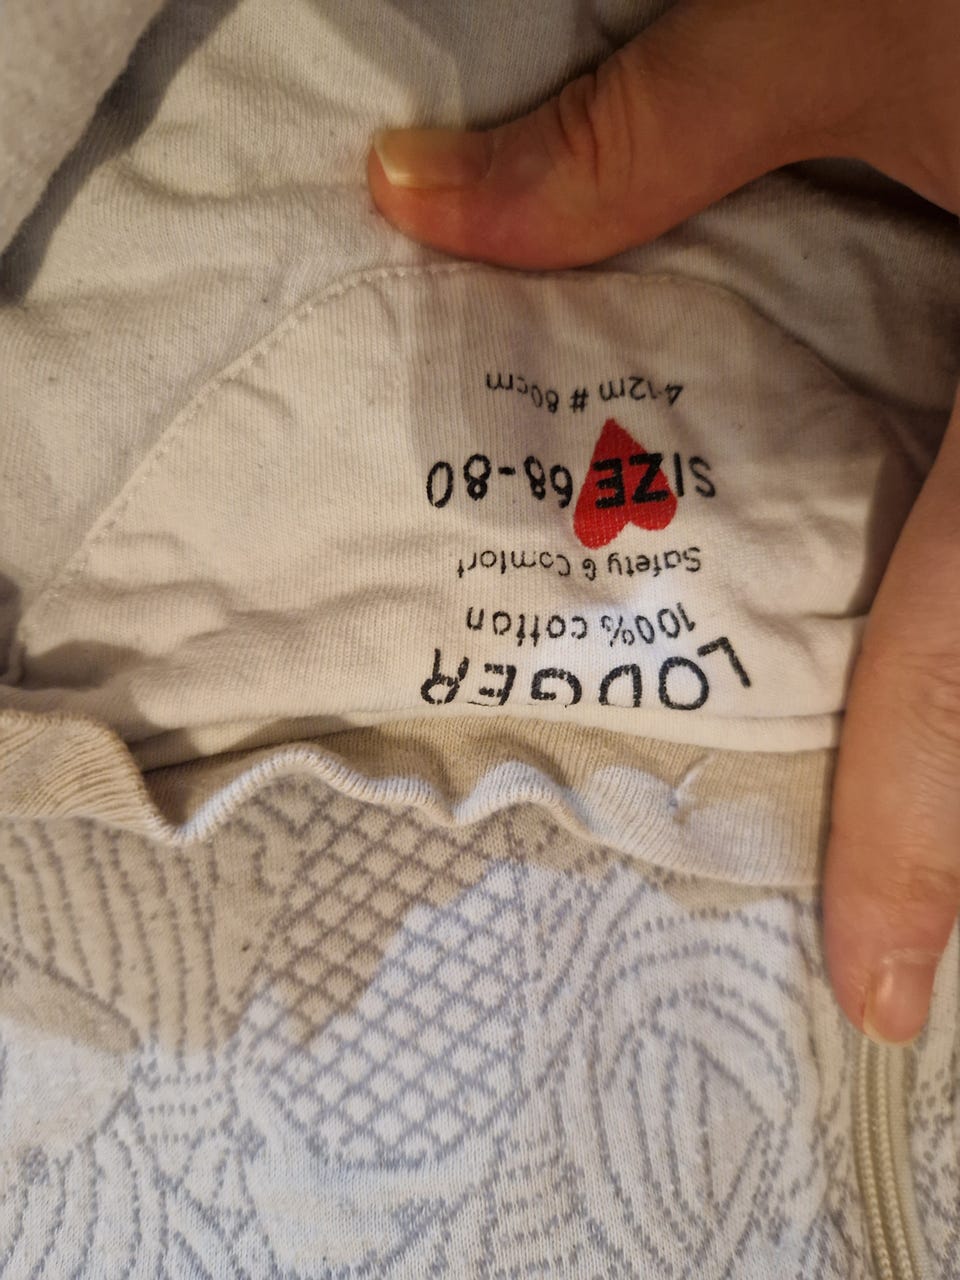 LODGER
100% cotton
Safety & Comfort
SIZE 68-80
4-12m # 80cm